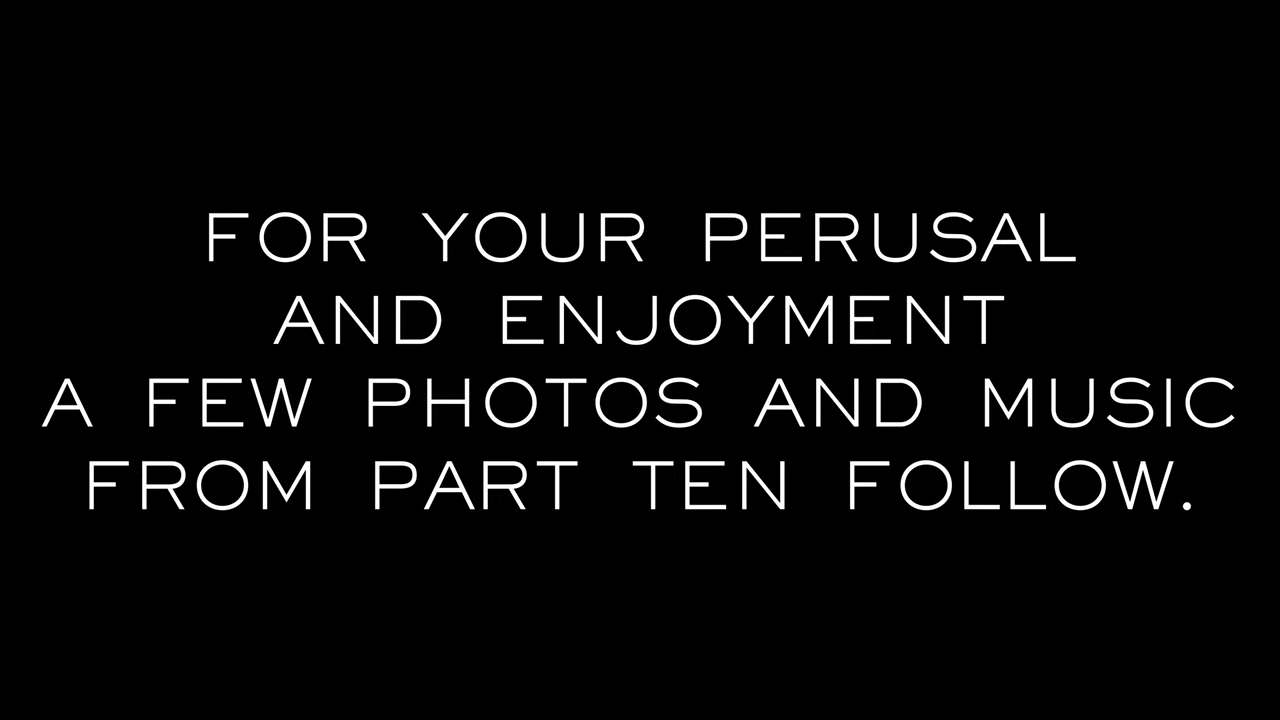 FOR YOUR PERUSAL
AND ENJOYMENT
A FEW PHOTOS AND MUSIC
FROM PART TEN FOLLOW.